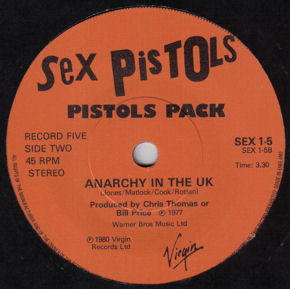 Sex PISTOLS
PISTOLS PACK
RECORD FIVE
SIDE TWO
45 RPM
STEREO
SEX 1-5
SEX 1-5B
Time: 3.30
ANARCHY IN THE UK
(Jones/Matlock/Cook/Rotten)
Produced by Chris Thomas or
Bill Price ℗ 1977
Warner Bros Music Ltd
℗ 1980 Virgin
Records Ltd
Virgin